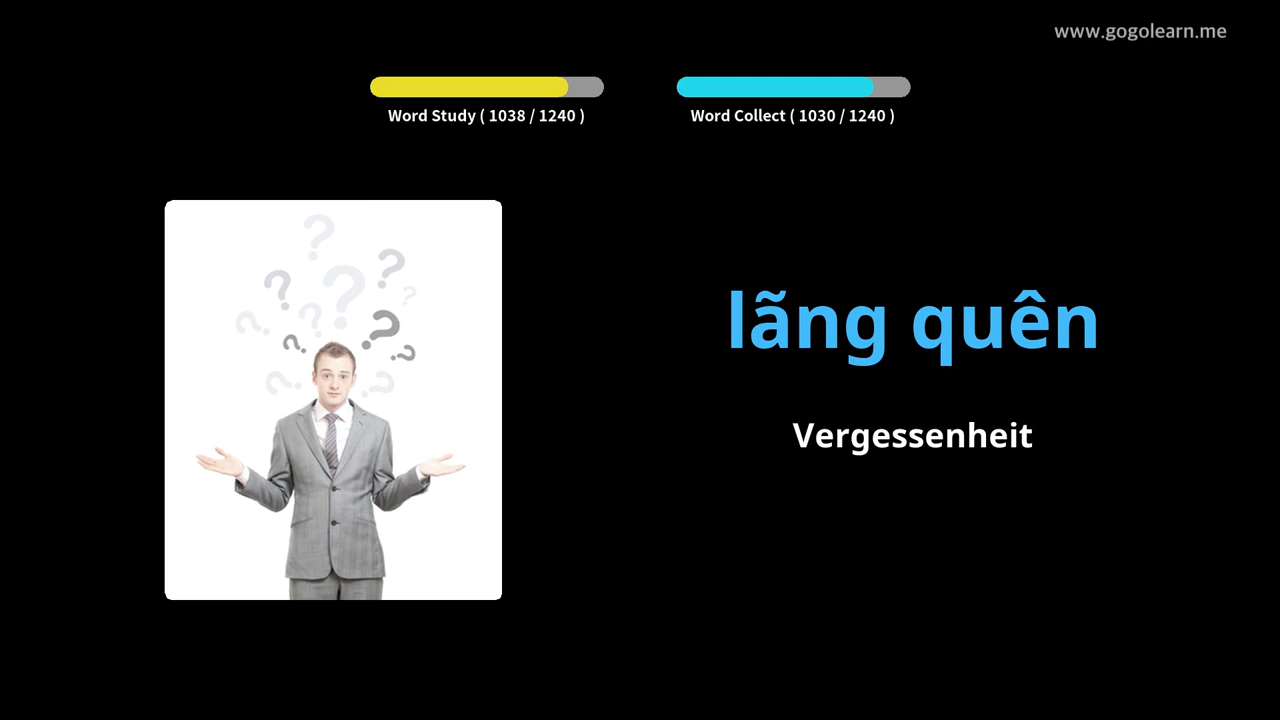 www.gogolearn.me
Word Study ( 1038 / 1240 )
Word Collect ( 1030 / 1240 )
lãng quên
Vergessenheit